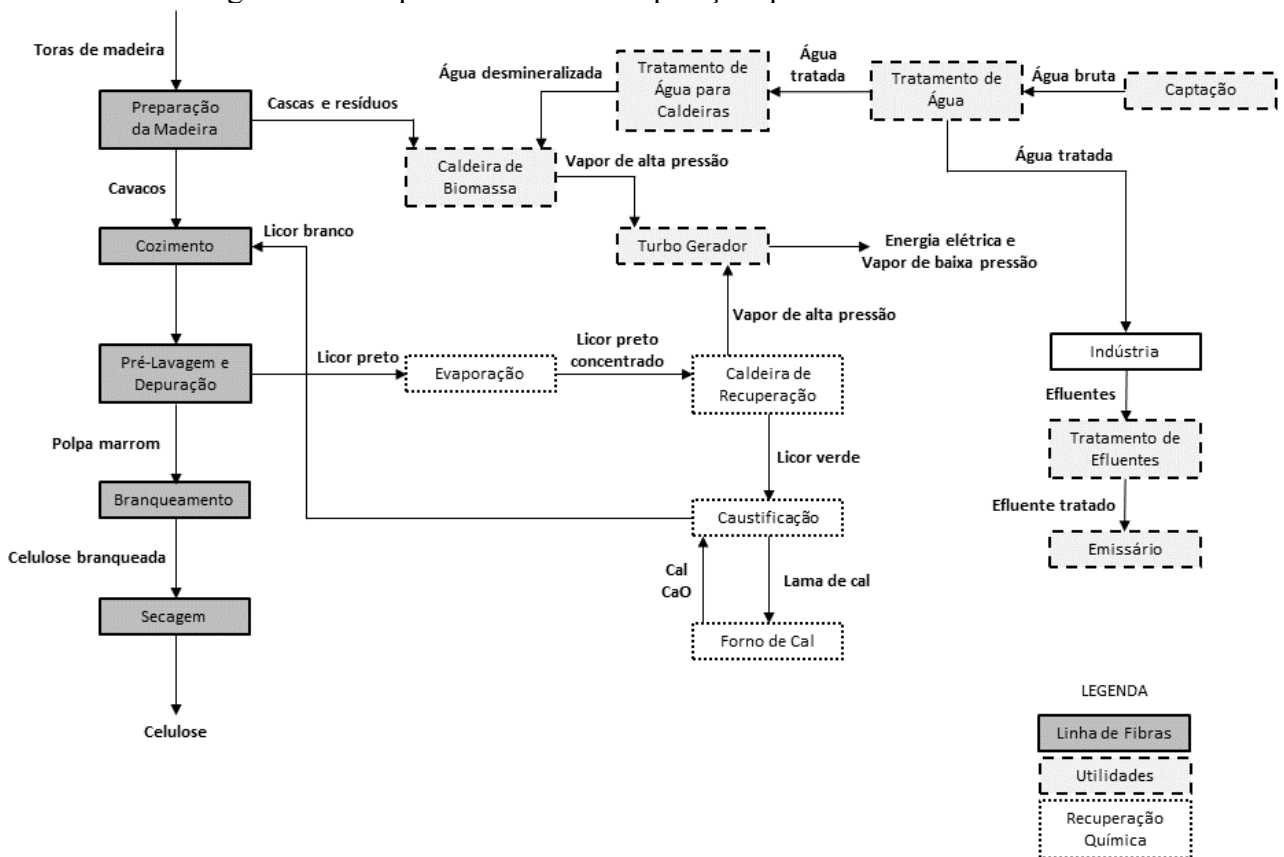 Toras de madeira
Preparação
da Madeira
Cascas e resíduos
Água desmineralizada
Tratamento de
Água para
Caldeiras
Água
tratada
Tratamento de
Água
Água bruta
Captação
Caldeira de
Biomassa
Vapor de alta pressão
Água tratada
Cavacos
Licor branco
Cozimento
Turbo Gerador
Energia elétrica e
Vapor de baixa pressão
Vapor de alta pressão
Pré-Lavagem e
Depuração
Licor preto
Evaporação
Licor preto
concentrado
Caldeira de
Recuperação
Indústria
Efluentes
Tratamento de
Efluentes
Efluente tratado
Emissário
Polpa marrom
Licor verde
Branqueamento
Caustificação
Celulose branqueada
Cal
CaO
Lama de cal
Secagem
Forno de Cal
Celulose
LEGENDA
Linha de Fibras
Utilidades
Recuperação
Química